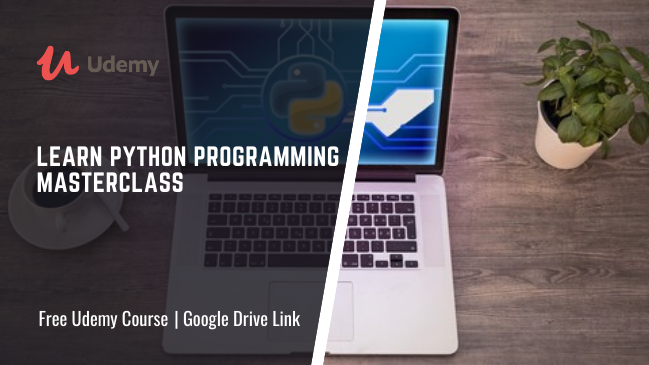 Udemy
LEARN PYTHON PROGRAMMING
MASTERCLASS
Free Udemy Course | Google Drive Link